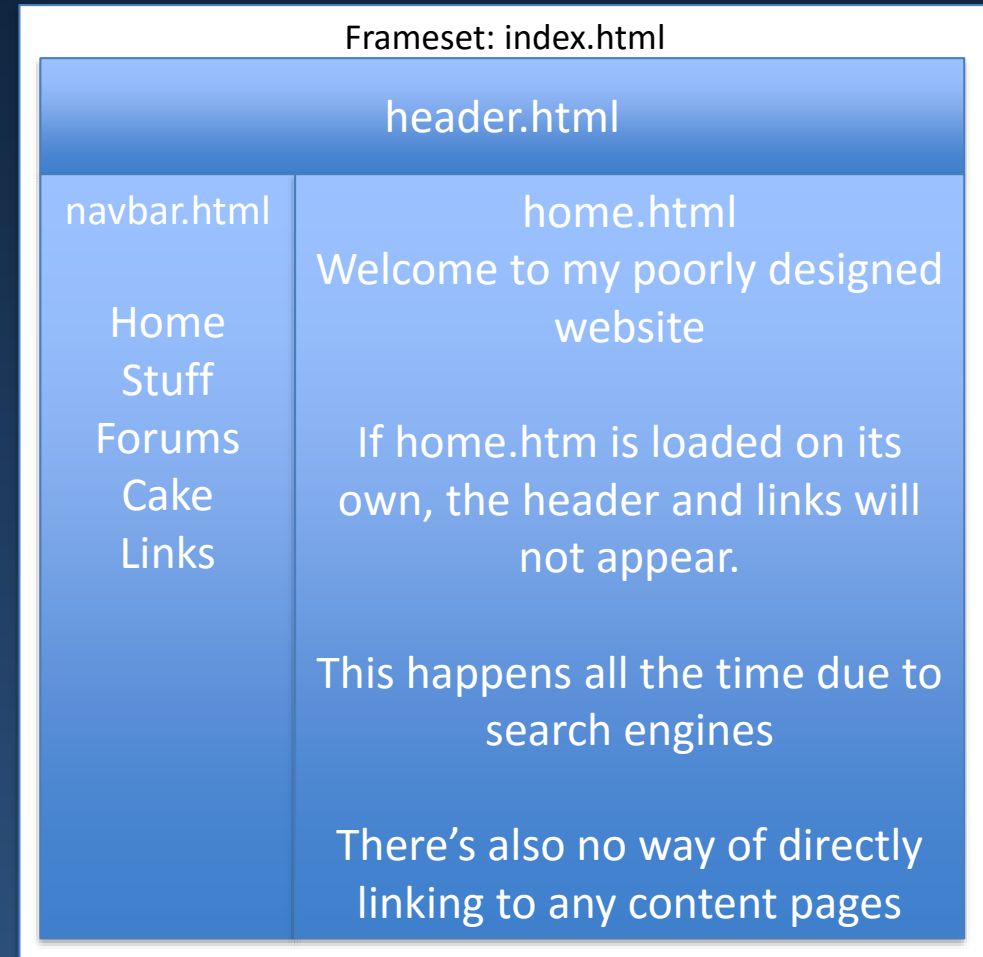 Frameset: index.html
header.html
navbar.html
Home
Stuff
Forums
Cake
Links
home.html
Welcome to my poorly designed
website
If home.htm is loaded on its
own, the header and links will
not appear.
This happens all the time due to
search engines
There’s also no way of directly
linking to any content pages